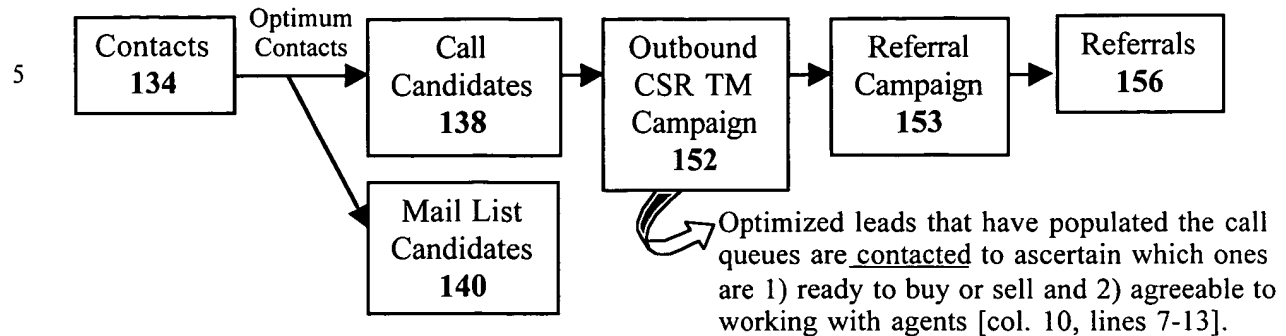 5
Contacts
134
Optimum
Contacts
Call
Candidates
138
Mail List
Candidates
140
Outbound
CSR TM
Campaign
152
Referral
Campaign
153
Referrals
156
Optimized leads that have populated the call
queues are contacted to ascertain which ones
are 1) ready to buy or sell and 2) agreeable to
working with agents [col. 10, lines 7-13].